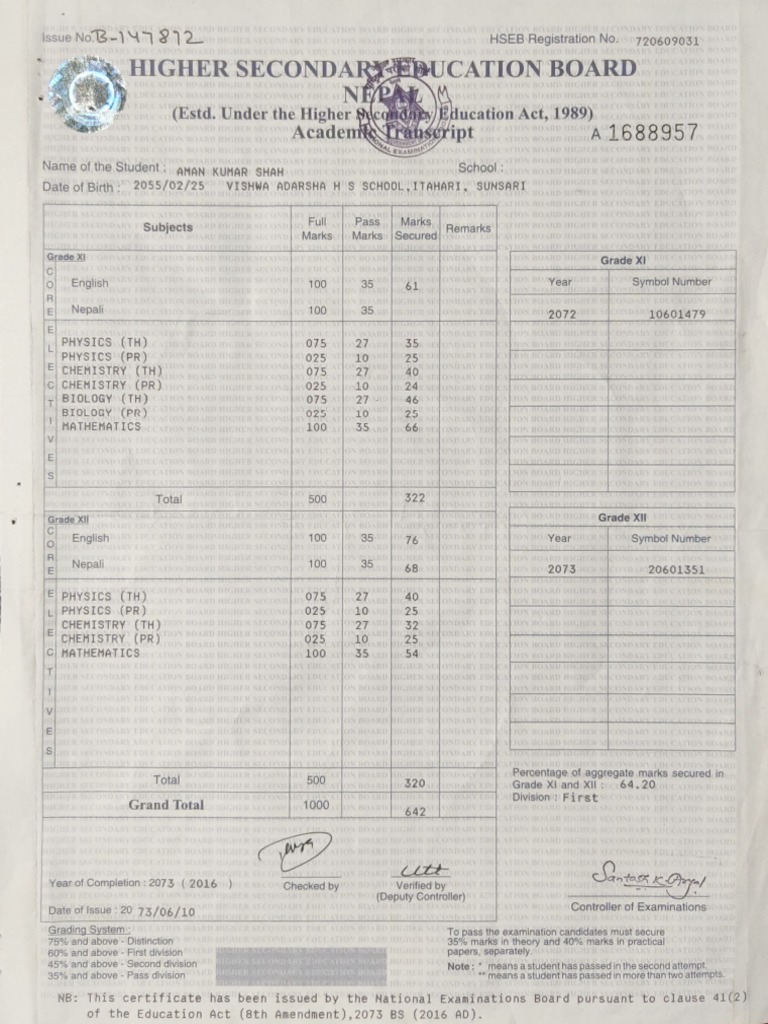 Issue No. B-147812
HSEB Registration No. 720609031
HIGHER SECONDARY EDUCATION BOARD
NEPAL
(Estd. Under the Higher Secondary Education Act, 1989)
Academic Transcript
A 1688957
Name of the Student : AMAN KUMAR SHAH School :
Date of Birth : 2055/02/25 VISHWA ADARSHA H S SCHOOL,ITAHARI, SUNSARI
Subjects Full Marks Pass Marks Marks Secured Remarks
Grade XI
CORE
English 100 35 61
Nepali 100 35
ELECTIVES
PHYSICS (TH) 075 27 35
PHYSICS (PR) 025 10 25
CHEMISTRY (TH) 075 27 40
CHEMISTRY (PR) 025 10 24
BIOLOGY (TH) 075 27 46
BIOLOGY (PR) 025 10 25
MATHEMATICS 100 35 66
Total 500 322
Grade XI
Year Symbol Number
2072 10601479
Grade XII
CORE
English 100 35 76
Nepali 100 35 68
ELECTIVES
PHYSICS (TH) 075 27 40
PHYSICS (PR) 025 10 25
CHEMISTRY (TH) 075 27 32
CHEMISTRY (PR) 025 10 25
MATHEMATICS 100 35 54
Total 500 320
Grand Total 1000 642
Grade XII
Year Symbol Number
2073 20601351
Percentage of aggregate marks secured in
Grade XI and XII : 64.20
Division : First
Year of Completion : 2073 ( 2016 )
Checked by
Verified by
(Deputy Controller)
Controller of Examinations
Date of Issue : 20 73/06/10
Grading System :
75% and above - Distinction
60% and above - First division
45% and above - Second division
35% and above - Pass division
To pass the examination candidates must secure
35% marks in theory and 40% marks in practical
papers, separately.
Note : * means a student has passed in the second attempt.
** means a student has passed in more than two attempts.
NB: This certificate has been issued by the National Examinations Board pursuant to clause 41(2)
of the Education Act (8th Amendment),2073 BS (2016 AD).